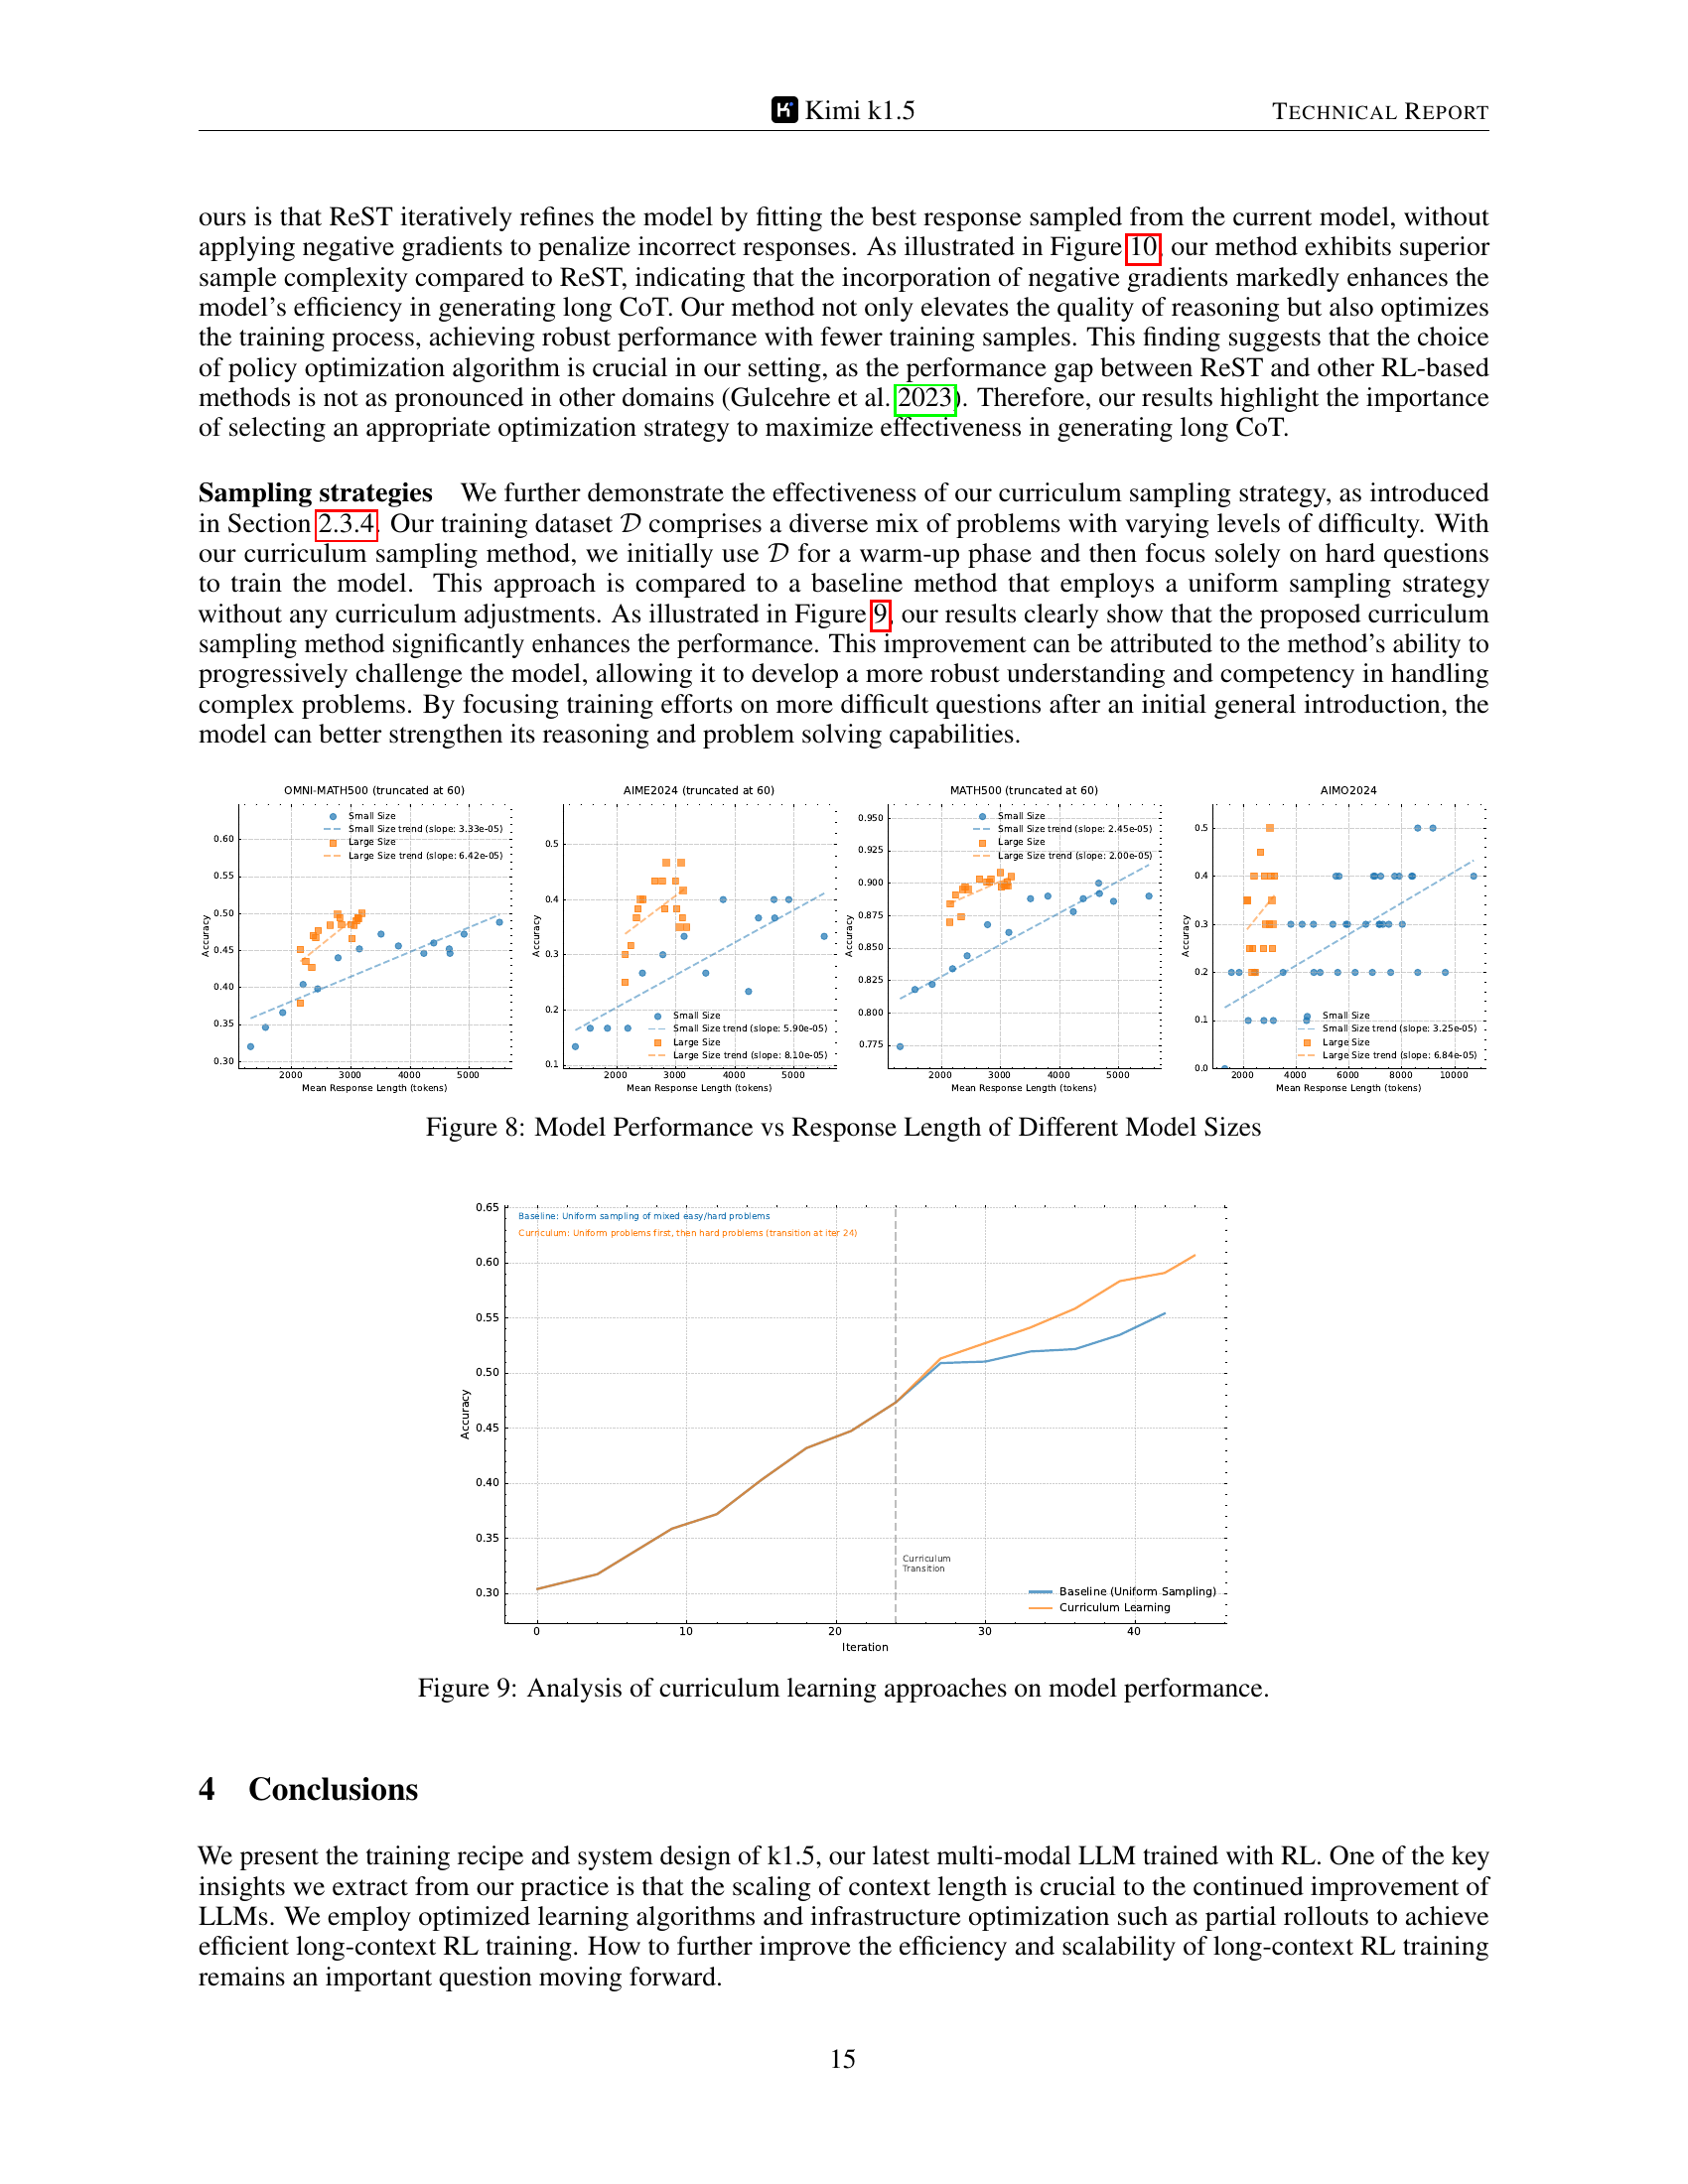 Kimi k1.5 TECHNICAL REPORT
ours is that ReST iteratively refines the model by fitting the best response sampled from the current model, without
applying negative gradients to penalize incorrect responses. As illustrated in Figure 10, our method exhibits superior
sample complexity compared to ReST, indicating that the incorporation of negative gradients markedly enhances the
model's efficiency in generating long CoT. Our method not only elevates the quality of reasoning but also optimizes
the training process, achieving robust performance with fewer training samples. This finding suggests that the choice
of policy optimization algorithm is crucial in our setting, as the performance gap between ReST and other RL-based
methods is not as pronounced in other domains (Gulcehre et al. 2023). Therefore, our results highlight the importance
of selecting an appropriate optimization strategy to maximize effectiveness in generating long CoT.
Sampling strategies We further demonstrate the effectiveness of our curriculum sampling strategy, as introduced
in Section 2.3.4. Our training dataset D comprises a diverse mix of problems with varying levels of difficulty. With
our curriculum sampling method, we initially use D for a warm-up phase and then focus solely on hard questions
to train the model. This approach is compared to a baseline method that employs a uniform sampling strategy
without any curriculum adjustments. As illustrated in Figure 9, our results clearly show that the proposed curriculum
sampling method significantly enhances the performance. This improvement can be attributed to the method's ability to
progressively challenge the model, allowing it to develop a more robust understanding and competency in handling
complex problems. By focusing training efforts on more difficult questions after an initial general introduction, the
model can better strengthen its reasoning and problem solving capabilities.
OMNI-MATH500 (truncated at 60)
Accuracy
0.60
0.55
0.50
0.45
0.40
0.35
0.30
Small Size
Small Size trend (slope: 3.33e-05)
Large Size
Large Size trend (slope: 6.42e-05)
2000 3000 4000 5000
Mean Response Length (tokens)
AIME2024 (truncated at 60)
Accuracy
0.5
0.4
0.3
0.2
0.1
Small Size
Small Size trend (slope: 5.90e-05)
Large Size
Large Size trend (slope: 8.10e-05)
2000 3000 4000 5000
Mean Response Length (tokens)
MATH500 (truncated at 60)
Accuracy
0.950
0.925
0.900
0.875
0.850
0.825
0.800
0.775
Small Size
Small Size trend (slope: 2.45e-05)
Large Size
Large Size trend (slope: 2.00e-05)
2000 3000 4000 5000
Mean Response Length (tokens)
AIMO2024
Accuracy
0.5
0.4
0.3
0.2
0.1
0.0
Small Size
Small Size trend (slope: 3.25e-05)
Large Size
Large Size trend (slope: 6.84e-05)
2000 4000 6000 8000 10000
Mean Response Length (tokens)
Figure 8: Model Performance vs Response Length of Different Model Sizes
Baseline: Uniform sampling of mixed easy/hard problems
Curriculum: Uniform problems first, then hard problems (transition at iter 24)
Accuracy
0.65
0.60
0.55
0.50
0.45
0.40
0.35
0.30
Curriculum
Transition
Baseline (Uniform Sampling)
Curriculum Learning
0 10 20 30 40
Iteration
Figure 9: Analysis of curriculum learning approaches on model performance.
4 Conclusions
We present the training recipe and system design of k1.5, our latest multi-modal LLM trained with RL. One of the key
insights we extract from our practice is that the scaling of context length is crucial to the continued improvement of
LLMs. We employ optimized learning algorithms and infrastructure optimization such as partial rollouts to achieve
efficient long-context RL training. How to further improve the efficiency and scalability of long-context RL training
remains an important question moving forward.
15